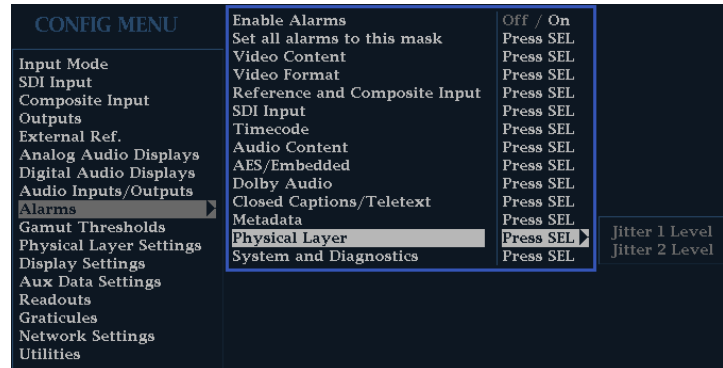 CONFIG MENU
Input Mode
SDI Input
Composite Input
Outputs
External Ref.
Analog Audio Displays
Digital Audio Displays
Audio Inputs/Outputs
Alarms
Gamut Thresholds
Physical Layer Settings
Display Settings
Aux Data Settings
Readouts
Graticules
Network Settings
Utilities
Enable Alarms Off / On
Set all alarms to this mask Press SEL
Video Content Press SEL
Video Format Press SEL
Reference and Composite Input Press SEL
SDI Input Press SEL
Timecode Press SEL
Audio Content Press SEL
AES/Embedded Press SEL
Dolby Audio Press SEL
Closed Captions/Teletext Press SEL
Metadata Press SEL
Physical Layer Press SEL
System and Diagnostics Press SEL
Jitter 1 Level
Jitter 2 Level